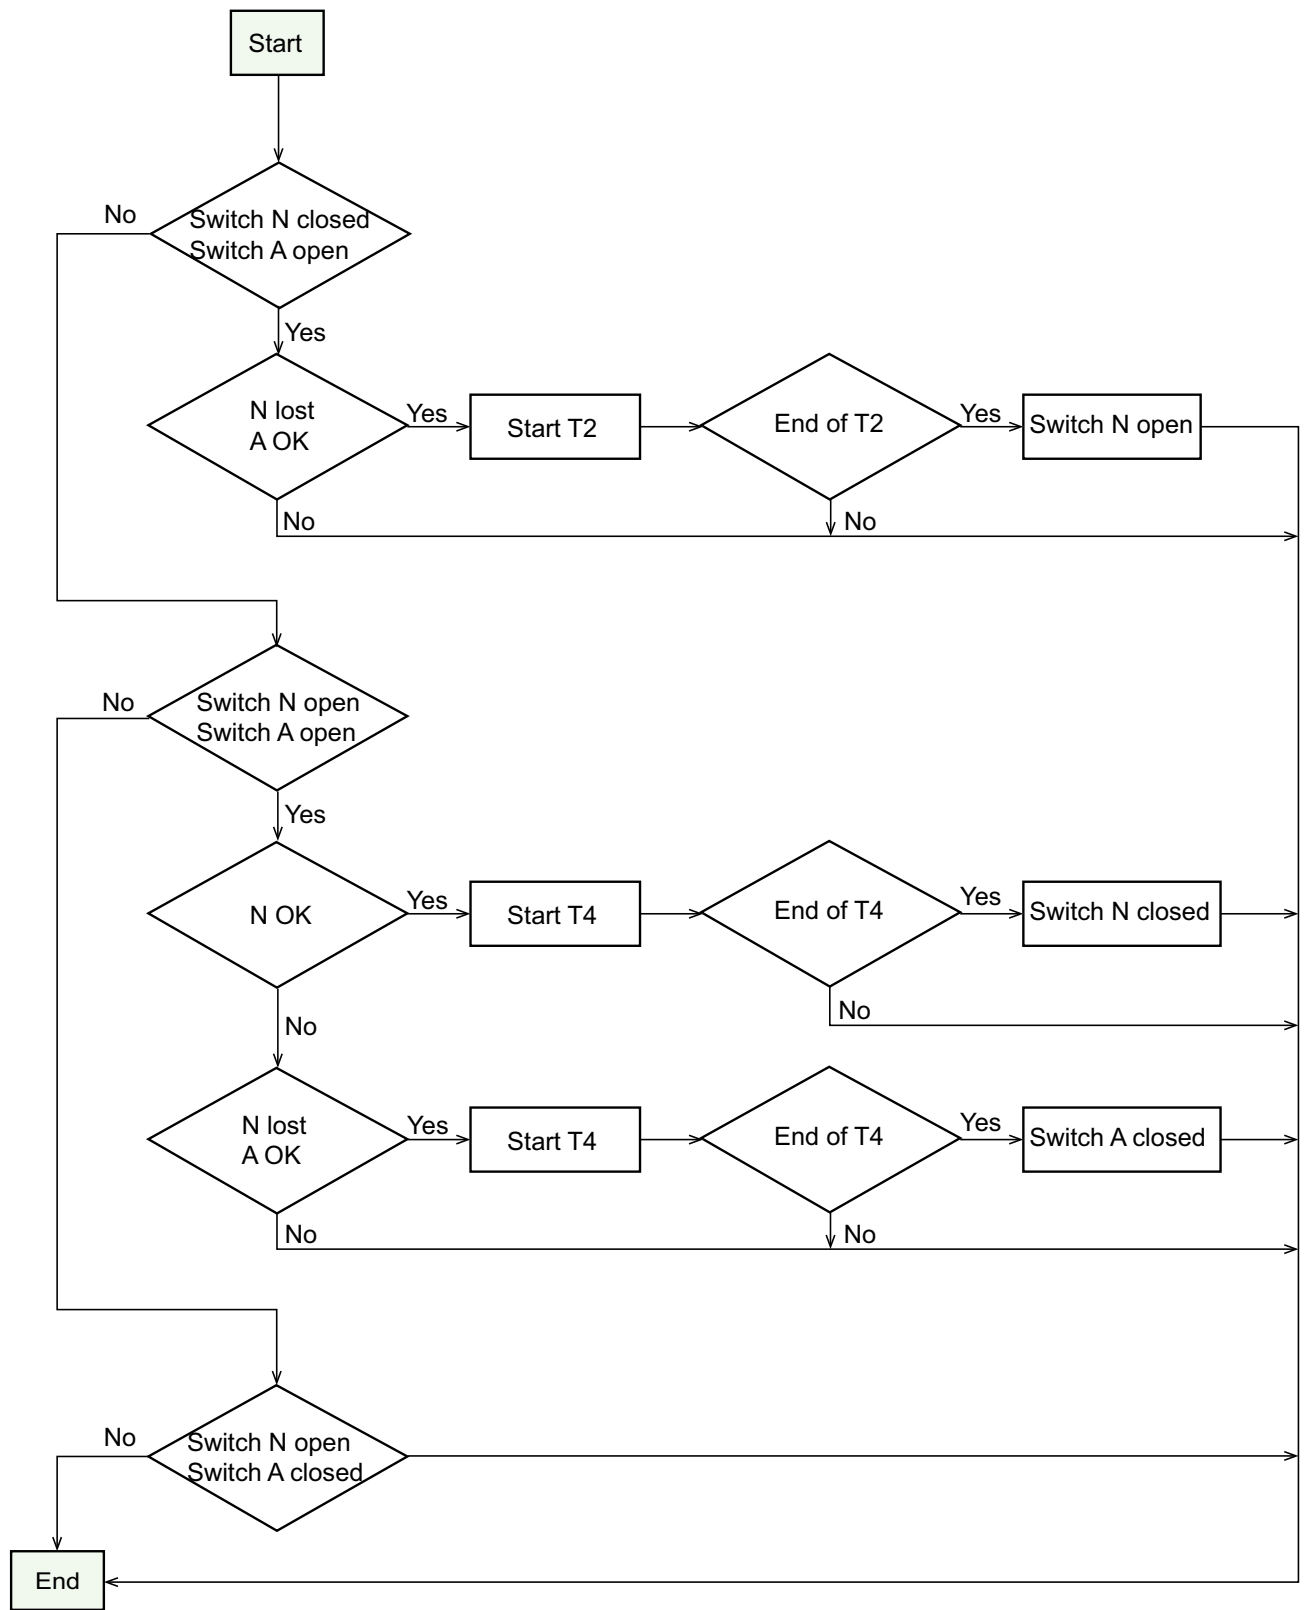 Start
No
Switch N closed
Switch A open
Yes
N lost
A OK
Yes
Start T2
End of T2
Yes
Switch N open
No
No
No
Switch N open
Switch A open
Yes
N OK
Yes
Start T4
End of T4
Yes
Switch N closed
No
No
N lost
A OK
Yes
Start T4
End of T4
Yes
Switch A closed
No
No
No
Switch N open
Switch A closed
End